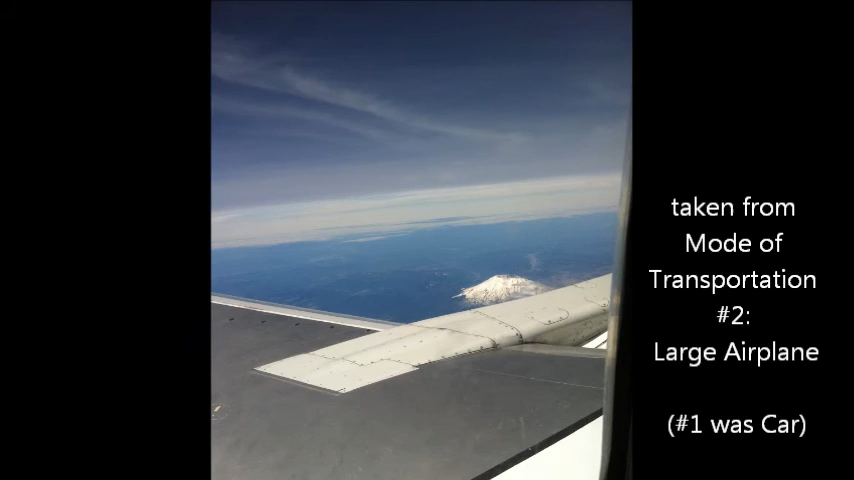 taken from
Mode of
Transportation
#2:
Large Airplane
(#1 was Car)